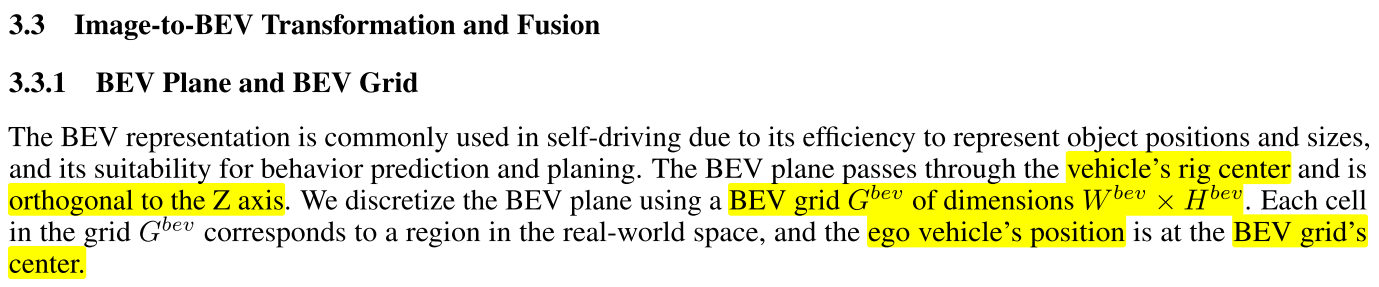 3.3 Image-to-BEV Transformation and Fusion
3.3.1 BEV Plane and BEV Grid
The BEV representation is commonly used in self-driving due to its efficiency to represent object positions and sizes,
and its suitability for behavior prediction and planing. The BEV plane passes through the vehicle's rig center and is
orthogonal to the Z axis. We discretize the BEV plane using a BEV grid G^{bev} of dimensions W^{bev} × H^{bev}. Each cell
in the grid G^{bev} corresponds to a region in the real-world space, and the ego vehicle's position is at the BEV grid's
center.